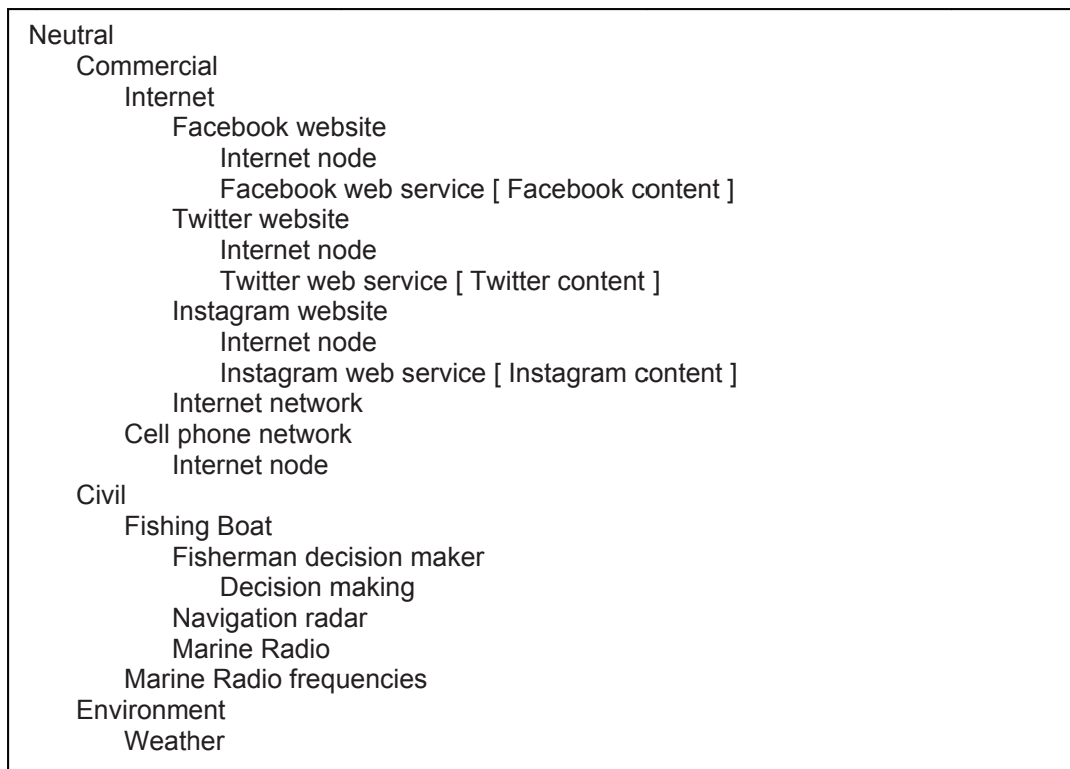 Neutral
Commercial
Internet
Facebook website
Internet node
Facebook web service [ Facebook content ]
Twitter website
Internet node
Twitter web service [ Twitter content ]
Instagram website
Internet node
Instagram web service [ Instagram content ]
Internet network
Cell phone network
Internet node
Civil
Fishing Boat
Fisherman decision maker
Decision making
Navigation radar
Marine Radio
Marine Radio frequencies
Environment
Weather